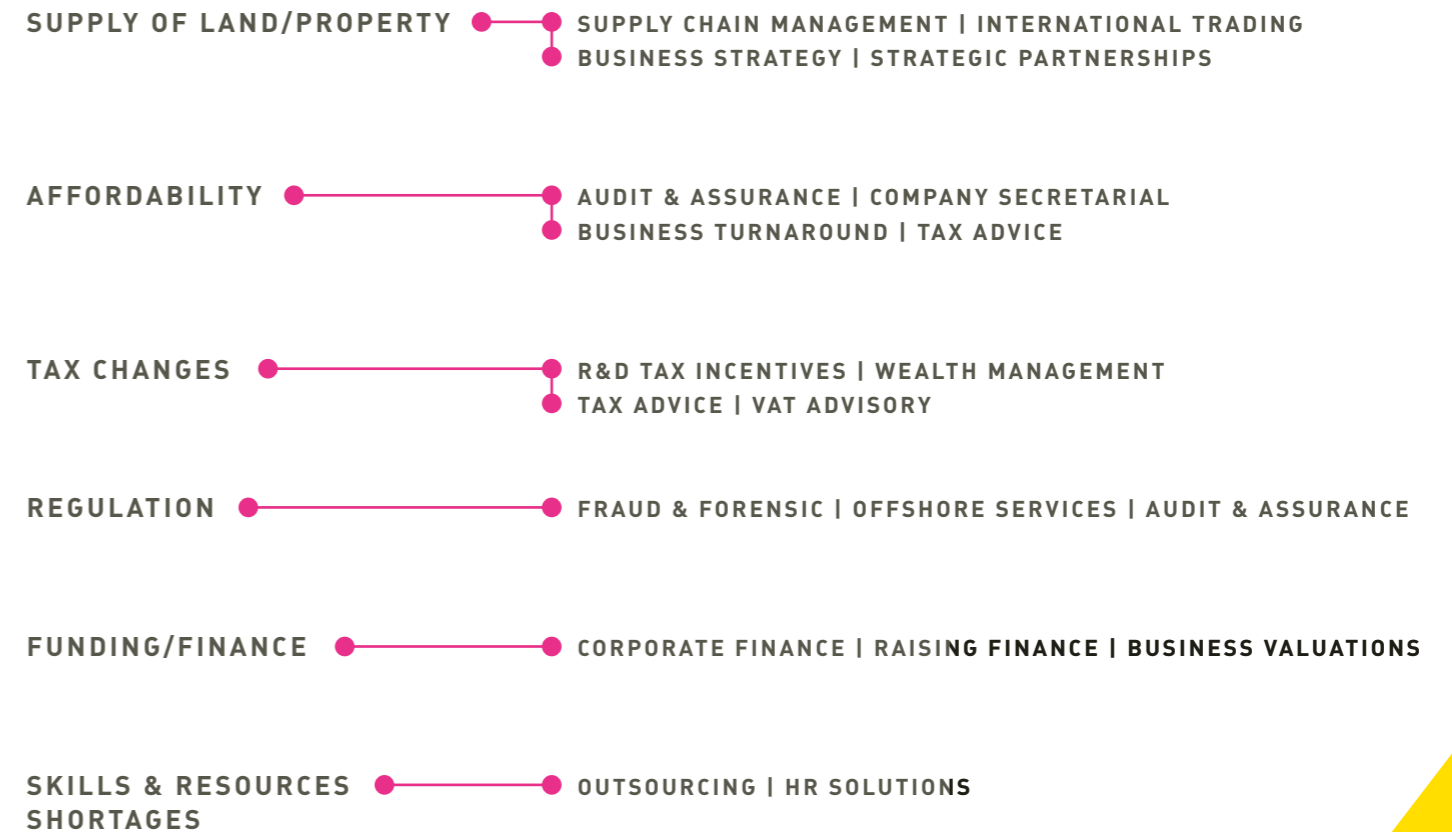 SUPPLY OF LAND/PROPERTY
SUPPLY CHAIN MANAGEMENT | INTERNATIONAL TRADING
BUSINESS STRATEGY | STRATEGIC PARTNERSHIPS
AFFORDABILITY
AUDIT & ASSURANCE | COMPANY SECRETARIAL
BUSINESS TURNAROUND | TAX ADVICE
TAX CHANGES
R&D TAX INCENTIVES | WEALTH MANAGEMENT
TAX ADVICE | VAT ADVISORY
REGULATION
FRAUD & FORENSIC | OFFSHORE SERVICES | AUDIT & ASSURANCE
FUNDING/FINANCE
CORPORATE FINANCE | RAISING FINANCE | BUSINESS VALUATIONS
SKILLS & RESOURCES
SHORTAGES
OUTSOURCING | HR SOLUTIONS